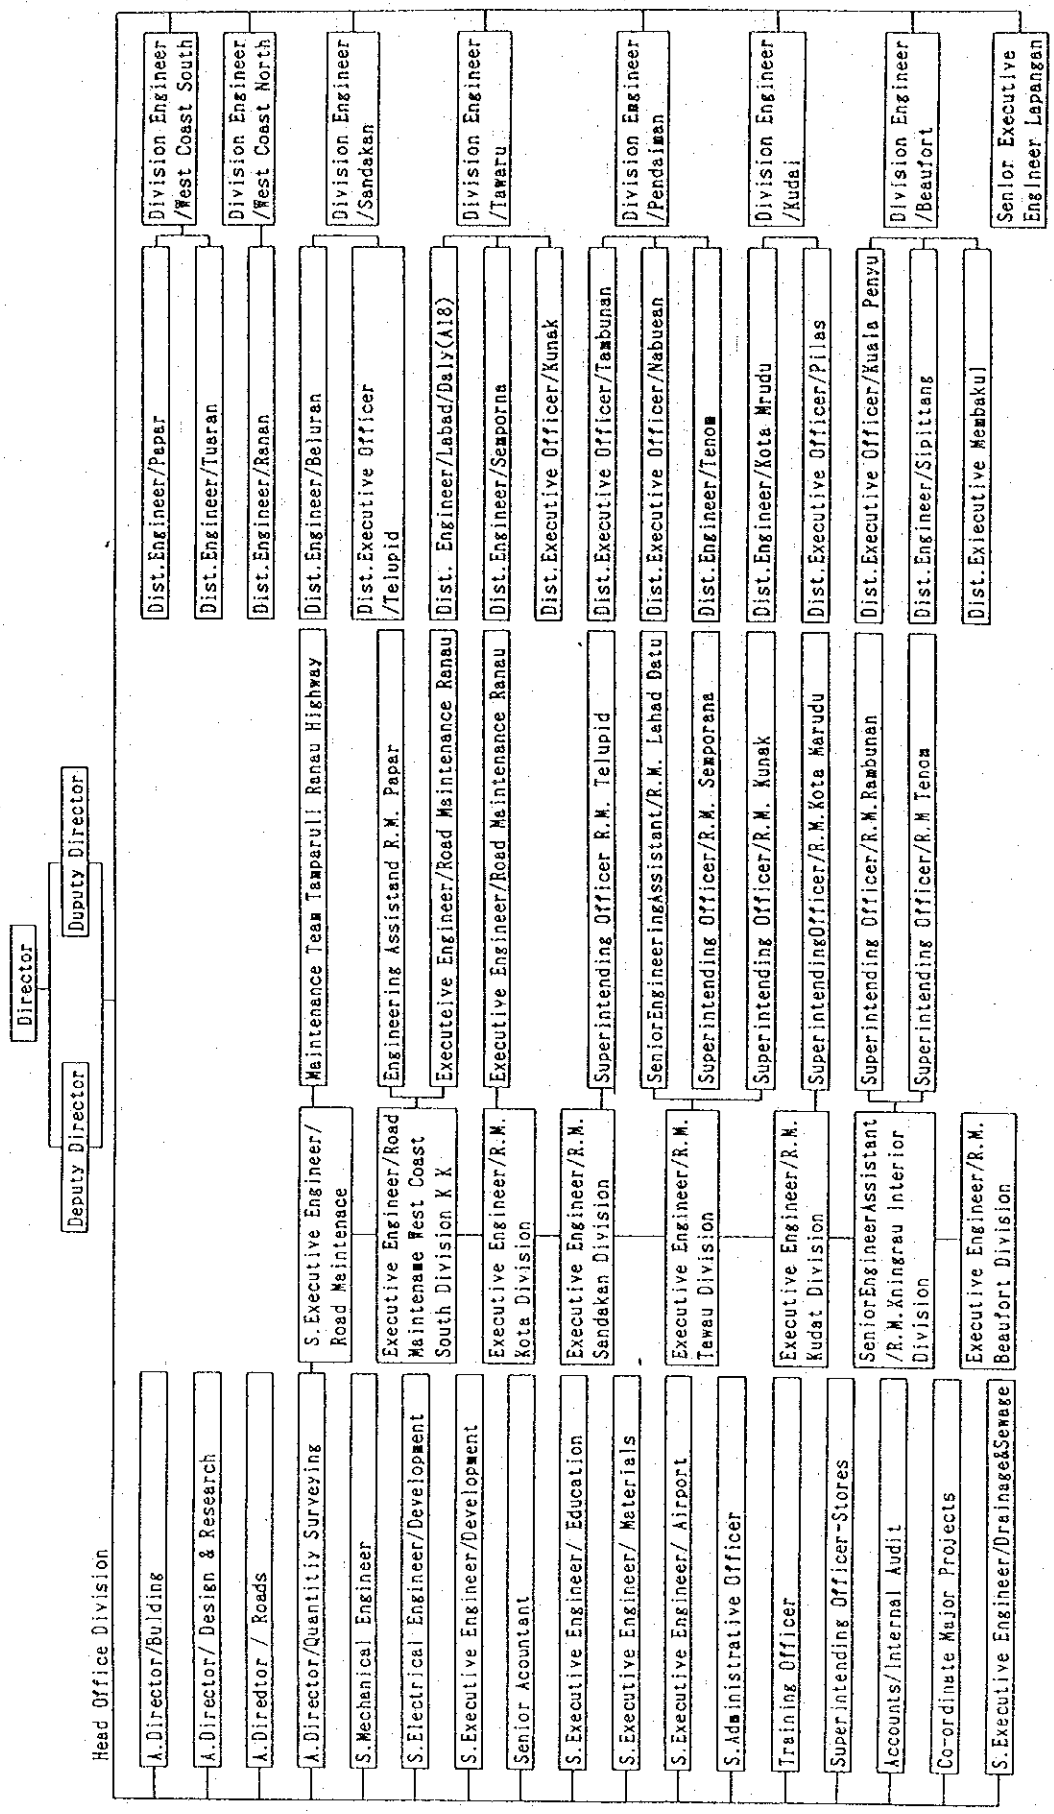 Director
Deputy Director
Duputy Director
Head Office Division
A.Director/Bulding
A.Director/ Design & Research
A.Diredtor / Roads
A.Director/Quantitiy Surveying
S.Mechanical Engineer
S.Electrical Engineer/Development
S.Executive Engineer/Development
Senior Acountant
S.Executive Engineer/ Education
S.Executive Engineer/ Materials
S.Executive Engineer/ Airport
S.Administrative Officer
Training Officer
Superintending Officer-Stores
Accounts/Internal Audit
Co-ordinate Major Projects
S.Executive Engineer/Drainage&Sewage
S.Executive Engineer/
Road Maintenace
Executive Engineer/Road
Maintename West Coast
South Division K K
Executive Engineer/R.M.
Kota Division
Executive Engineer/R.M.
Sandakan Division
Executive Engineer/R.M.
Tawau Division
Executive Engineer/R.M.
Kudat Division
SeniorEngineerAssistant
/R.M.Xningrau Interior
Division
Executive Engineer/R.M.
Beaufort Division
Maintenance Team Tamparuli Ranau Highway
Engineering Assistand R.M. Papar
Executeive Engineer/Road Maintenance Ranau
Executive Engineer/Road Maintenance Ranau
Superintending Officer R.M. Telupid
SeniorEngineeringAssistant/R.M. Lahad Datu
Superintending Officer/R.M. Semporana
Superintending Officer/R.M. Kunak
SuperintendingOfficer/R.M.Kota Marudu
Superintending Officer/R.M.Rambunan
Superintending Officer/R.M Tenom
Dist.Engineer/Papar
Dist.Engineer/Tuaran
Dist.Engineer/Ranan
Dist.Engineer/Beluran
Dist.Executive Officer
/Telupid
Dist. Engineer/Labad/Daly(A18)
Dist.Engineer/Semporna
Dist.Executive Officer/Kunak
Dist.Executive Officer/Tambunan
Dist.Executive Officer/Nabuean
Dist.Engineer/Tenom
Dist.Engineer/Kota Mrudu
Dist.Executive Officer/Pilas
Dist.Executive Officer/Kuala Penyu
Dist.Engineer/Sipittang
Dist.Exiecutive Membakul
Division Engineer
/West Coast South
Division Engineer
/West Coast North
Division Engineer
/Sandakan
Division Engineer
/Tawaru
Division Engineer
/Pendaiman
Division Engineer
/Kudai
Division Engineer
/Beaufort
Senior Executive
Engineer Lapangan